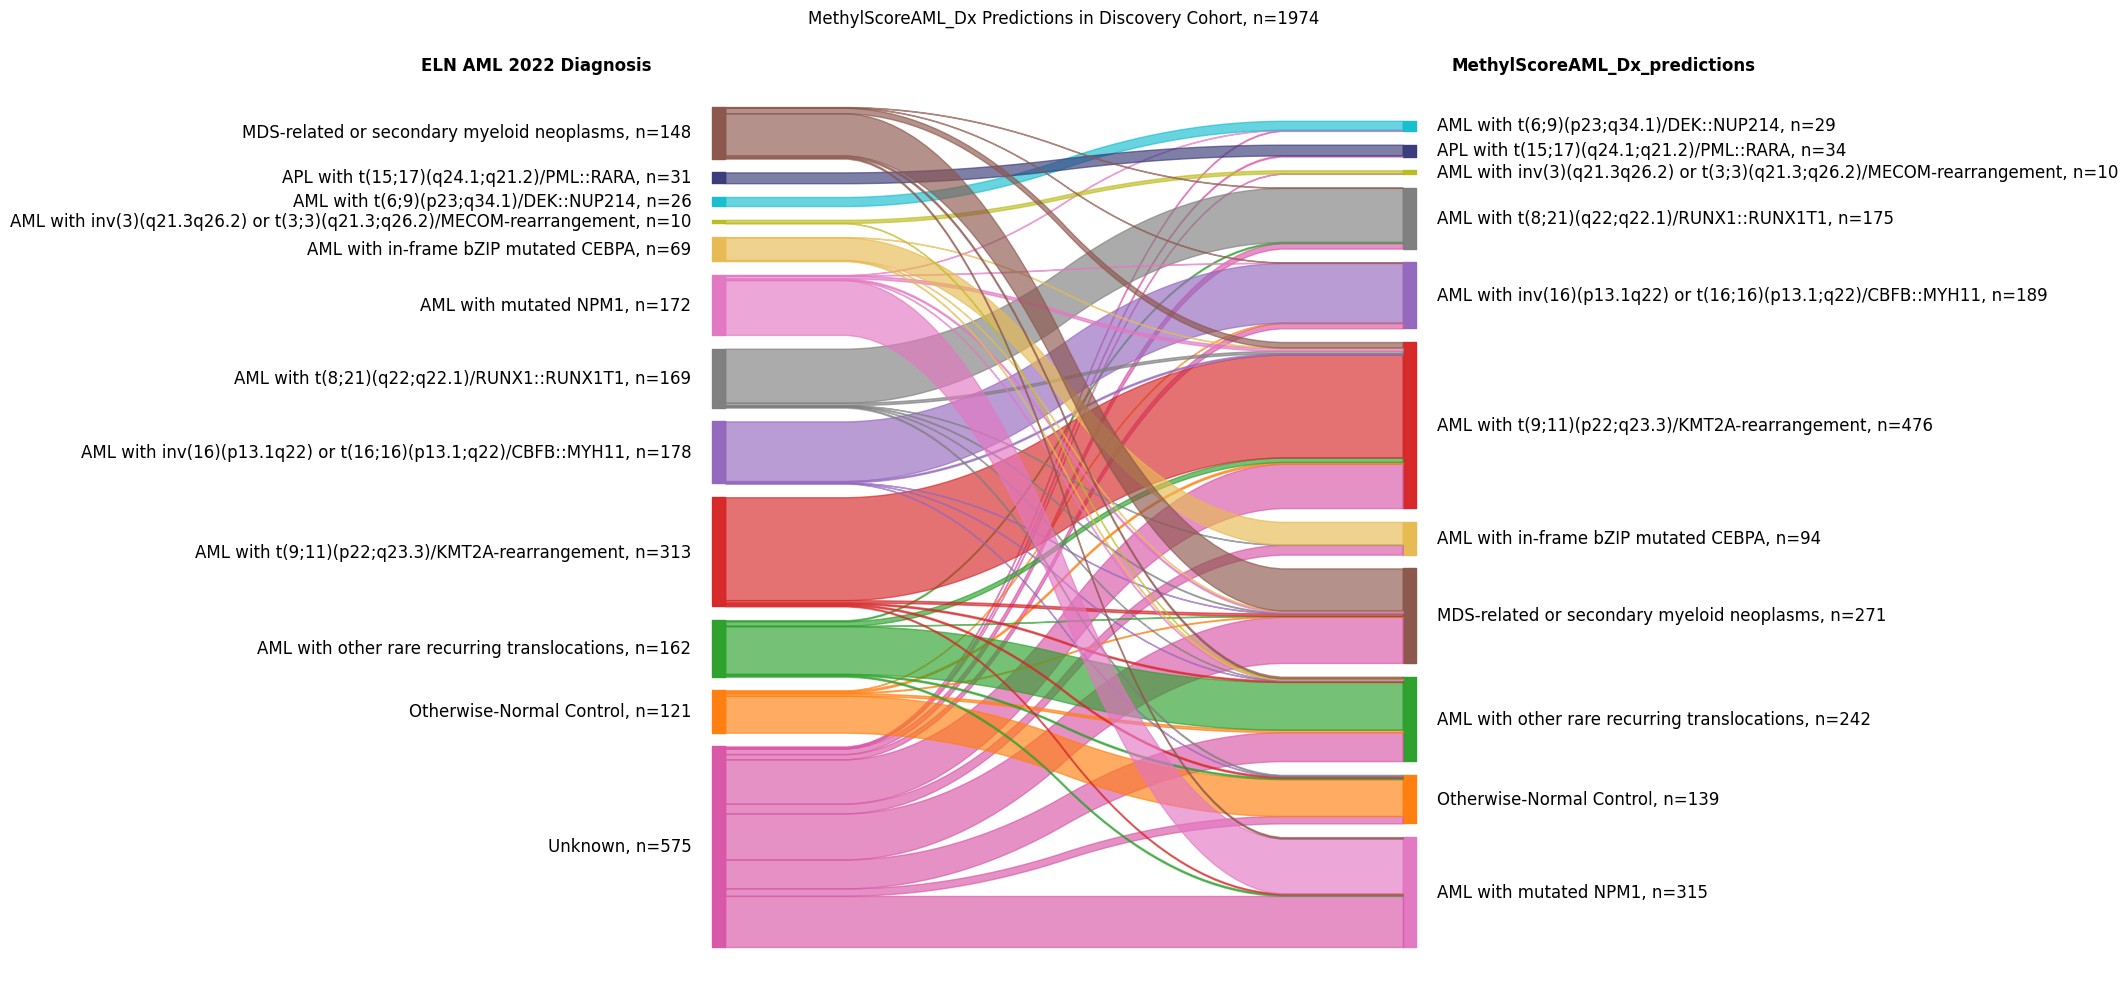 MethylScoreAML_Dx Predictions in Discovery Cohort, n=1974
ELN AML 2022 Diagnosis
MDS-related or secondary myeloid neoplasms, n=148
APL with t(15;17)(q24.1;q21.2)/PML::RARA, n=31
AML with t(6;9)(p23;q34.1)/DEK::NUP214, n=26
AML with inv(3)(q21.3q26.2) or t(3;3)(q21.3;q26.2)/MECOM-rearrangement, n=10
AML with in-frame bZIP mutated CEBPA, n=69
AML with mutated NPM1, n=172
AML with t(8;21)(q22;q22.1)/RUNX1::RUNX1T1, n=169
AML with inv(16)(p13.1q22) or t(16;16)(p13.1;q22)/CBFB::MYH11, n=178
AML with t(9;11)(p22;q23.3)/KMT2A-rearrangement, n=313
AML with other rare recurring translocations, n=162
Otherwise-Normal Control, n=121
Unknown, n=575
MethylScoreAML_Dx_predictions
AML with t(6;9)(p23;q34.1)/DEK::NUP214, n=29
APL with t(15;17)(q24.1;q21.2)/PML::RARA, n=34
AML with inv(3)(q21.3q26.2) or t(3;3)(q21.3;q26.2)/MECOM-rearrangement, n=10
AML with t(8;21)(q22;q22.1)/RUNX1::RUNX1T1, n=175
AML with inv(16)(p13.1q22) or t(16;16)(p13.1;q22)/CBFB::MYH11, n=189
AML with t(9;11)(p22;q23.3)/KMT2A-rearrangement, n=476
AML with in-frame bZIP mutated CEBPA, n=94
MDS-related or secondary myeloid neoplasms, n=271
AML with other rare recurring translocations, n=242
Otherwise-Normal Control, n=139
AML with mutated NPM1, n=315